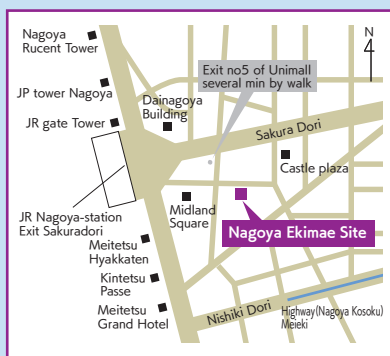 Nagoya
Rucent Tower
N
Exit no5 of Unimall
several min by walk
JP tower Nagoya
Dainagoya
Building
JR gate Tower
Sakura Dori
Castle plaza
JR Nagoya-station
Exit Sakuradori
Midland
Square
Nagoya Ekimae Site
Meitetsu
Hyakkaten
Kintetsu
Passe
Meitetsu
Grand Hotel
Nishiki Dori
Highway(Nagoya Kosoku)
Meieki